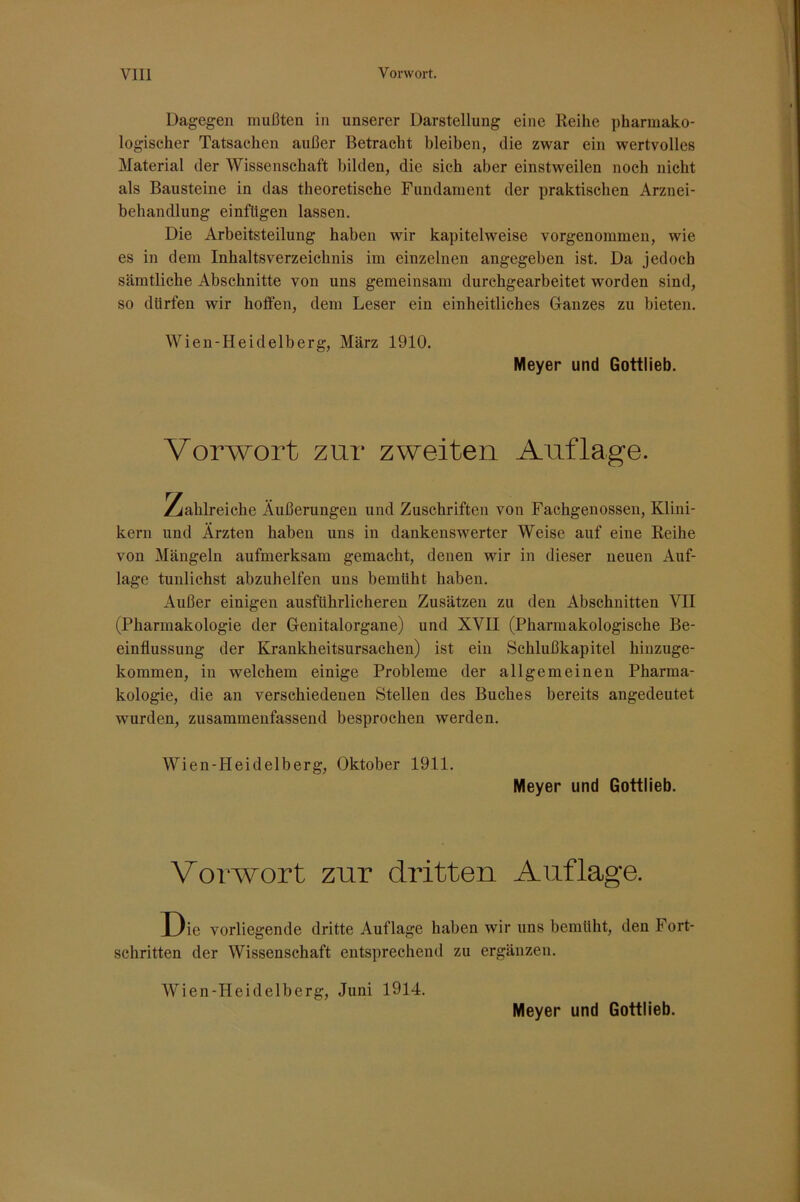 VIII Vorwort.
Dagegen mußten in unserer Darstellung eine Reihe pharmako-
logischer Tatsachen außer Betracht bleiben, die zwar ein wertvolles
Material der Wissenschaft bilden, die sich aber einstweilen noch nicht
als Bausteine in das theoretische Fundament der praktischen Arznei-
behandlung einfügen lassen.
Die Arbeitsteilung haben wir kapitelweise vorgenommen, wie
es in dem Inhaltsverzeichnis im einzelnen angegeben ist. Da jedoch
sämtliche Abschnitte von uns gemeinsam durchgearbeitet worden sind,
so dürfen wir hoffen, dem Leser ein einheitliches Ganzes zu bieten.
Wien-Heidelberg, März 1910.
Meyer und Gottlieb.
Vorwort zur zweiten Auflage.
Zahlreiche Äußerungen und Zuschriften von Fachgenossen, Klini-
kern und Ärzten haben uns in dankenswerter Weise auf eine Reihe
von Mängeln aufmerksam gemacht, denen wir in dieser neuen Auf-
lage tunlichst abzuhelfen uns bemüht haben.
Außer einigen ausführlicheren Zusätzen zu den Abschnitten VII
(Pharmakologie der Genitalorgane) und XVII (Pharmakologische Be-
einflussung der Krankheitsursachen) ist ein Schlußkapitel hinzuge-
kommen, in welchem einige Probleme der allgemeinen Pharma-
kologie, die an verschiedenen Stellen des Buches bereits angedeutet
wurden, zusammenfassend besprochen werden.
Wien-Heidelberg, Oktober 1911.
Meyer und Gottlieb.
Vorwort zur dritten Auflage.
Die vorliegende dritte Auflage haben wir uns bemüht, den Fort-
schritten der Wissenschaft entsprechend zu ergänzen.
Wien-Heidelberg, Juni 1914.
Meyer und Gottlieb.